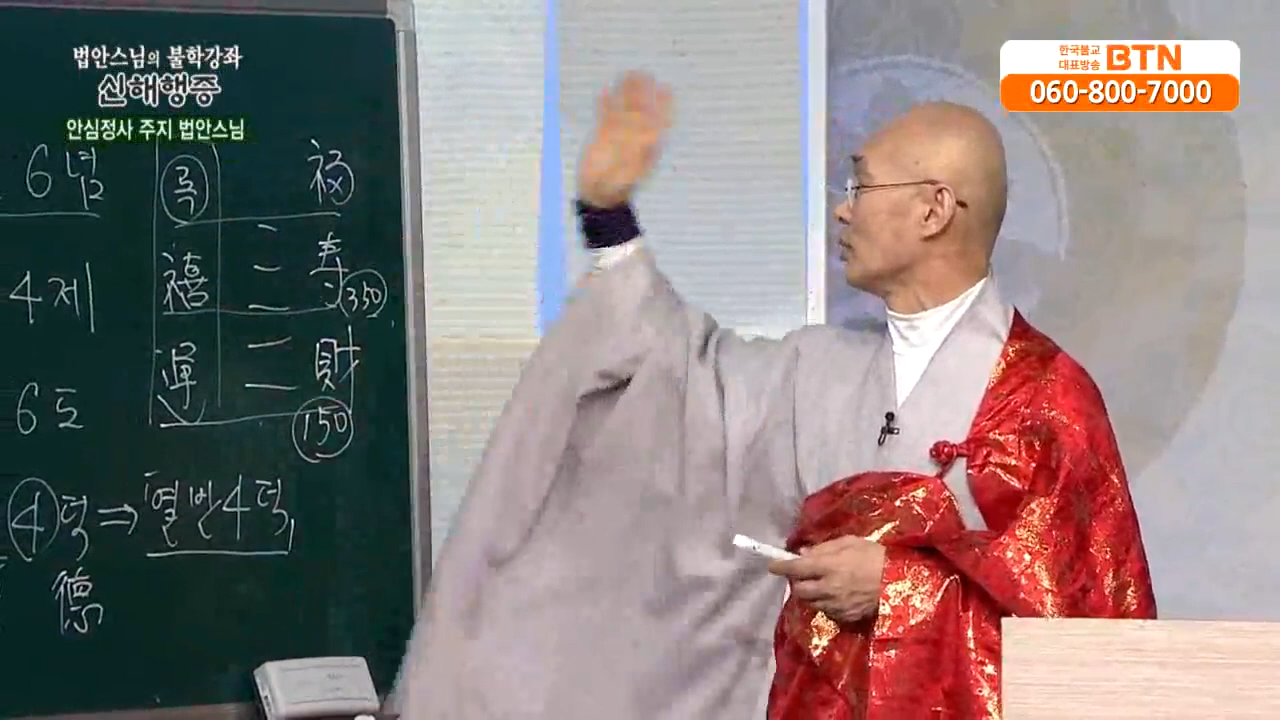 법안스님의 불학강좌
신해행증
안심정사 주지 법안스님
한국불교
대표방송 BTN
060-800-7000
6념
福
禧 壽
350
4제
運 財
6도
150
4덕 ⇒ 열반4덕
德